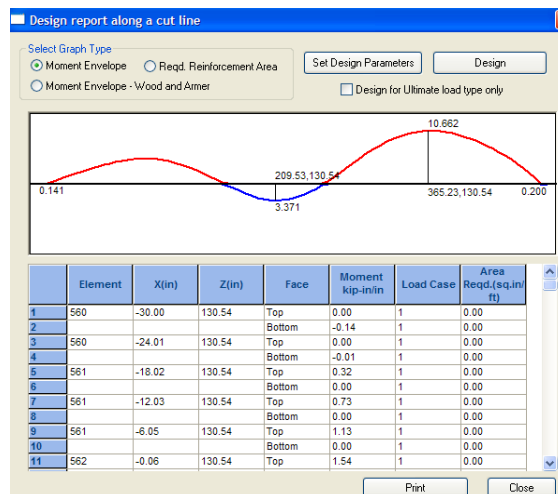 Design report along a cut line
Select Graph Type
Moment Envelope Reqd. Reinforcement Area Set Design Parameters Design
Moment Envelope - Wood and Armer Design for Ultimate load type only
10.662
209.53,130.54
0.141 365.23,130.54 0.200
3.371
Element X(in) Z(in) Face Moment kip-in/in Load Case Area Reqd.(sq.in/ft)
1 560 -30.00 130.54 Top 0.00 1 0.00
2 Bottom -0.14 1 0.00
3 560 -24.01 130.54 Top 0.00 1 0.00
4 Bottom -0.01 1 0.00
5 561 -18.02 130.54 Top 0.32 1 0.00
6 Bottom 0.00 1 0.00
7 561 -12.03 130.54 Top 0.73 1 0.00
8 Bottom 0.00 1 0.00
9 561 -6.05 130.54 Top 1.13 1 0.00
10 Bottom 0.00 1 0.00
11 562 -0.06 130.54 Top 1.54 1 0.00
Print Close